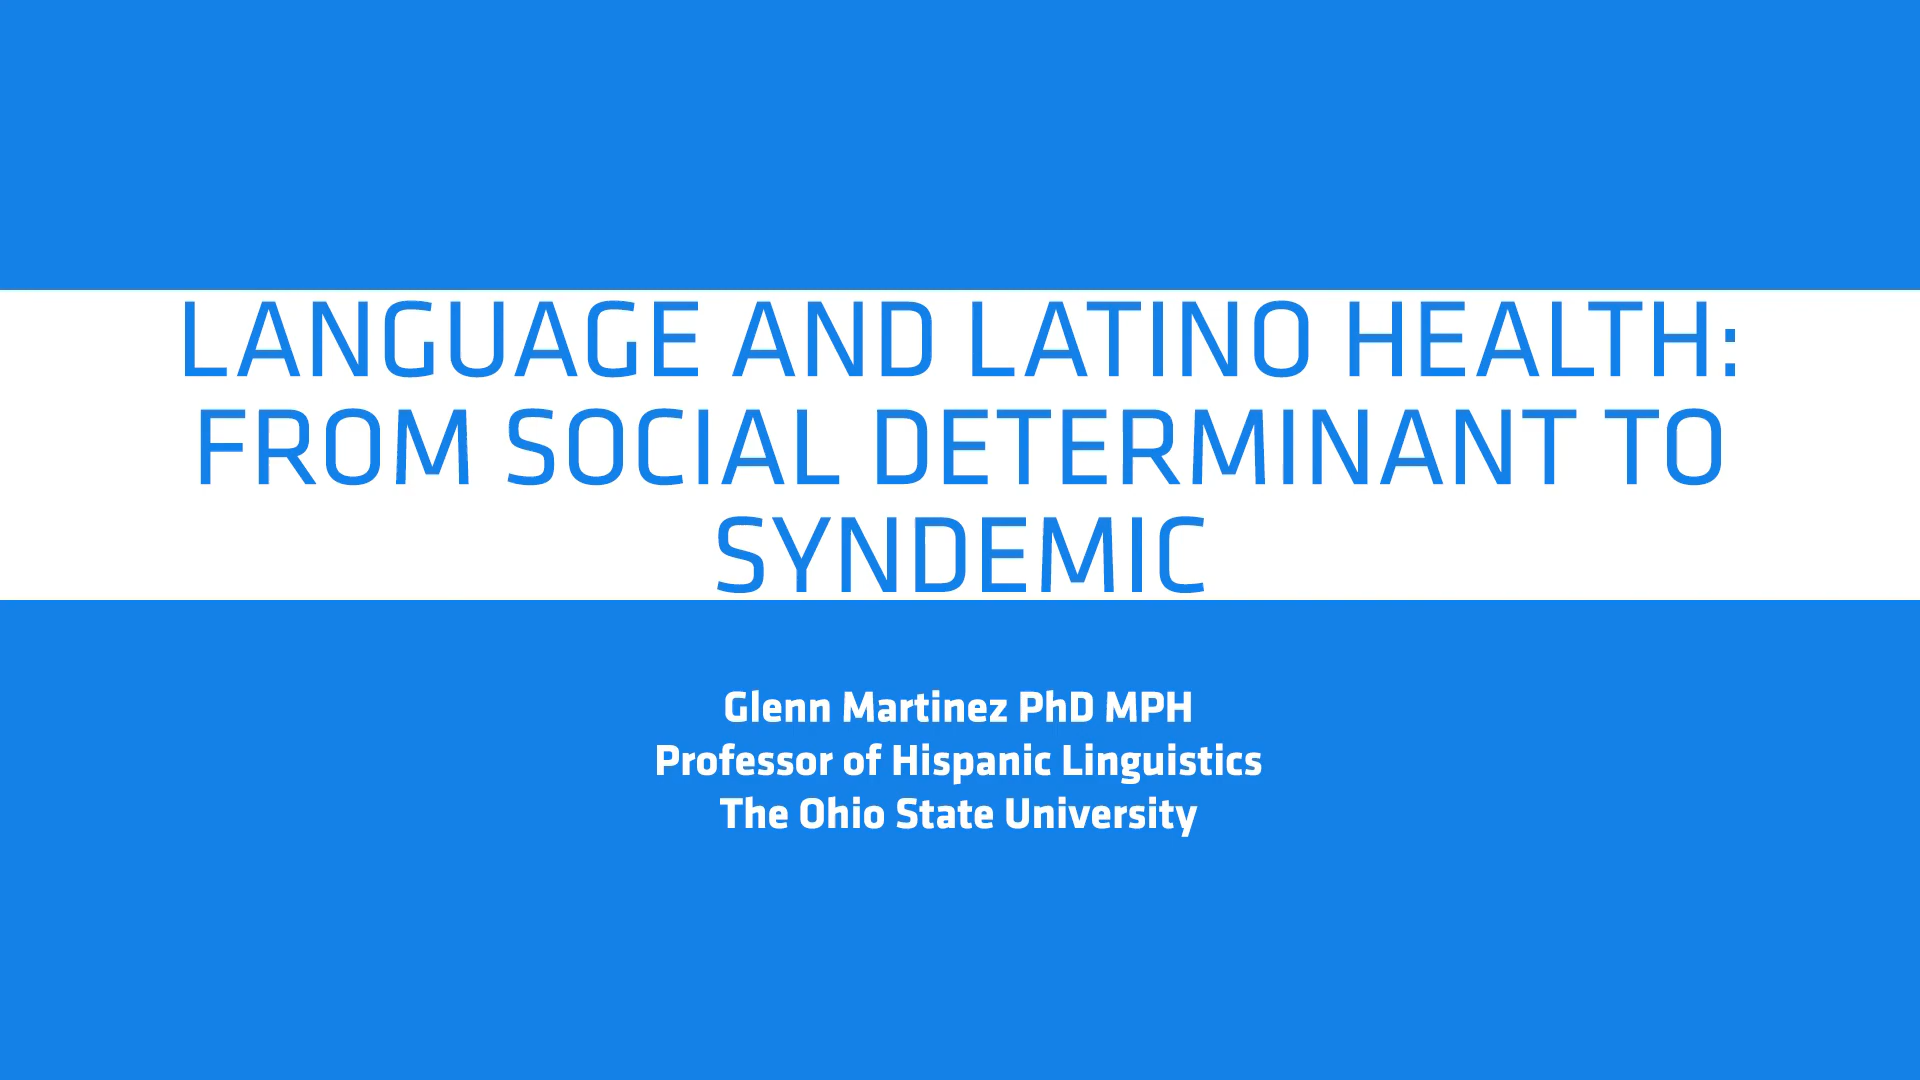 LANGUAGE AND LATINO HEALTH:
FROM SOCIAL DETERMINANT TO
SYNDEMIC
Glenn Martinez PhD MPH
Professor of Hispanic Linguistics
The Ohio State University